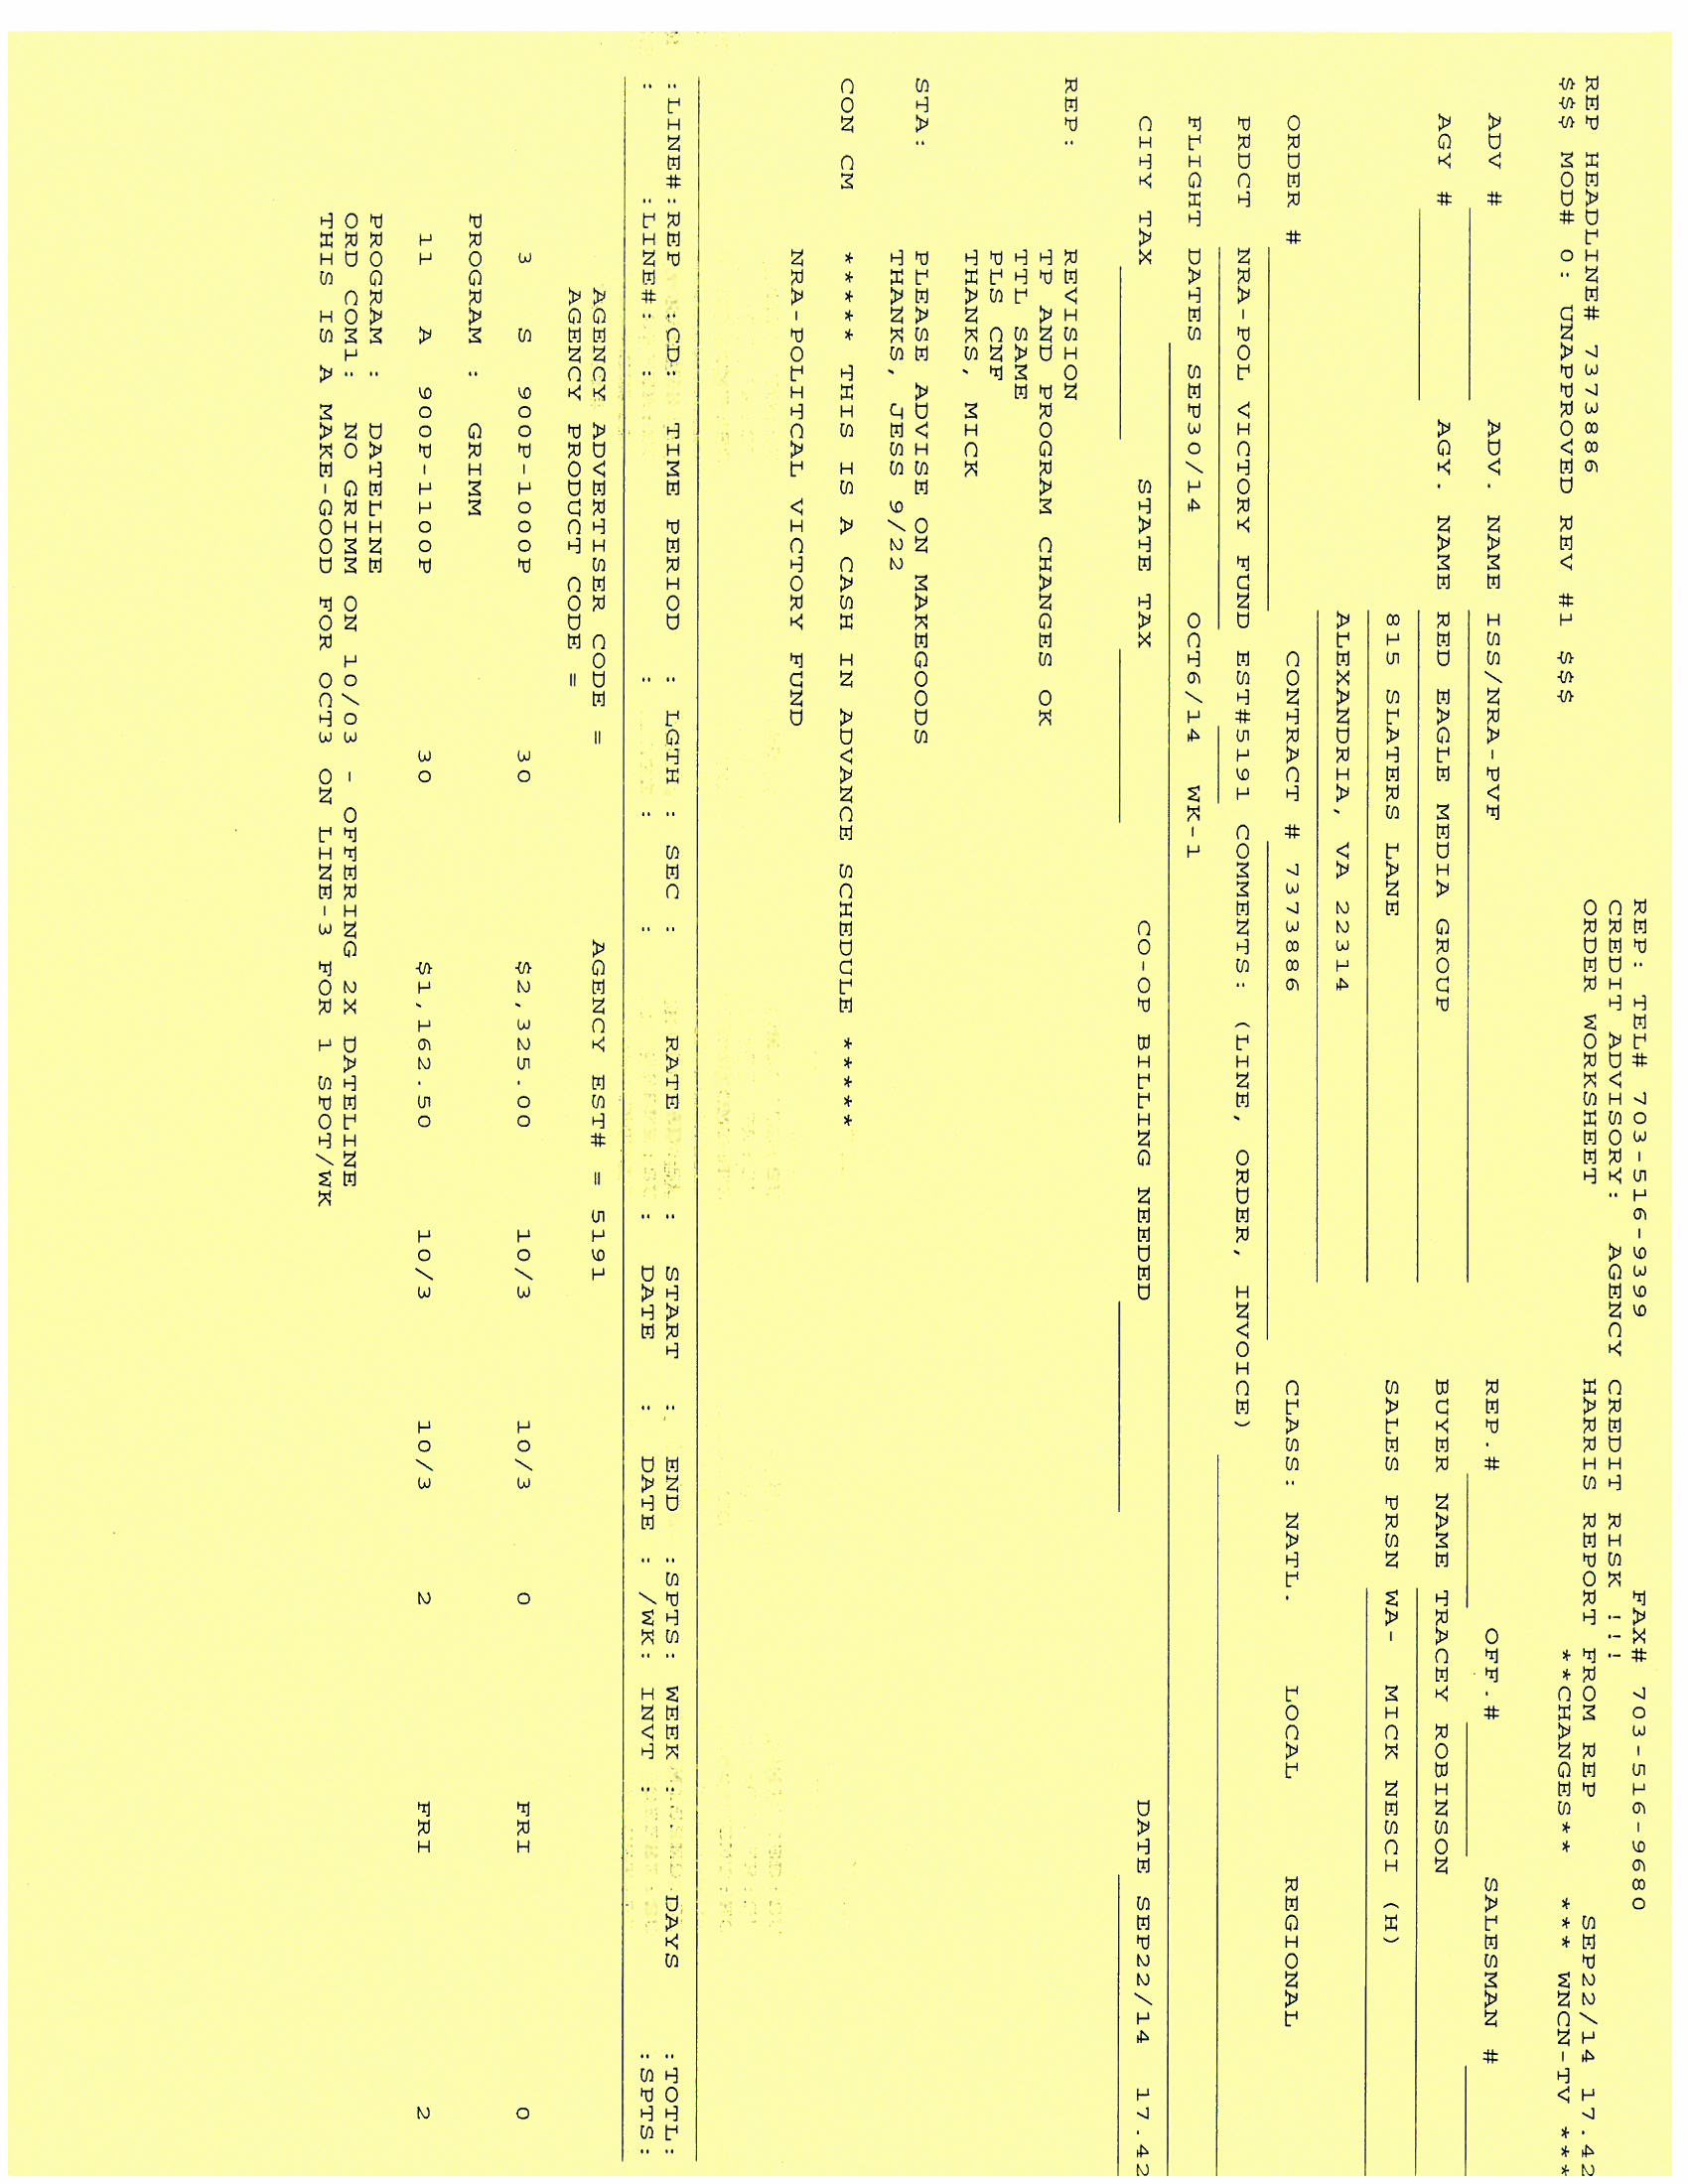 REP: TEL# 703-516-9399 FAX# 703-516-9680
CREDIT ADVISORY: AGENCY CREDIT RISK !!!
REP HEADLINE# 7373886 ORDER WORKSHEET HARRIS REPORT FROM REP SEP22/14 17.42
$$$ MOD# 0: UNAPPROVED REV #1 $$$ **CHANGES** *** WNCN-TV ***
ADV # ADV. NAME ISS/NRA-PVF REP.# OFF.# SALESMAN #
AGY # AGY. NAME RED EAGLE MEDIA GROUP BUYER NAME TRACEY ROBINSON
815 SLATERS LANE SALES PRSN WA- MICK NESCI (H)
ALEXANDRIA, VA 22314
ORDER # CONTRACT # 7373886 CLASS: NATL. LOCAL REGIONAL
PRDCT NRA-POL VICTORY FUND EST#5191 COMMENTS: (LINE, ORDER, INVOICE)
FLIGHT DATES SEP30/14 OCT6/14 WK-1
CITY TAX STATE TAX CO-OP BILLING NEEDED DATE SEP22/14 17.42
REP: REVISION
TP AND PROGRAM CHANGES OK
TTL SAME
PLS CNF
THANKS, MICK
STA: PLEASE ADVISE ON MAKEGOODS
THANKS, JESS 9/22
CON CM ***** THIS IS A CASH IN ADVANCE SCHEDULE *****
NRA-POLITCAL VICTORY FUND
:LINE#:REP :CD: TIME PERIOD : LGTH : SEC : RATE : START : END :SPTS: WEEK : DAYS :TOTL:
: :LINE#: : : : : : DATE : DATE : /WK: INVT : :SPTS:
AGENCY ADVERTISER CODE = AGENCY EST# = 5191
AGENCY PRODUCT CODE =
3 S 900P-1000P 30 $2,325.00 10/3 10/3 0 FRI 0
PROGRAM : GRIMM
11 A 900P-1100P 30 $1,162.50 10/3 10/3 2 FRI 2
PROGRAM : DATELINE
ORD COM1: NO GRIMM ON 10/03 - OFFERING 2X DATELINE
THIS IS A MAKE-GOOD FOR OCT3 ON LINE-3 FOR 1 SPOT/WK